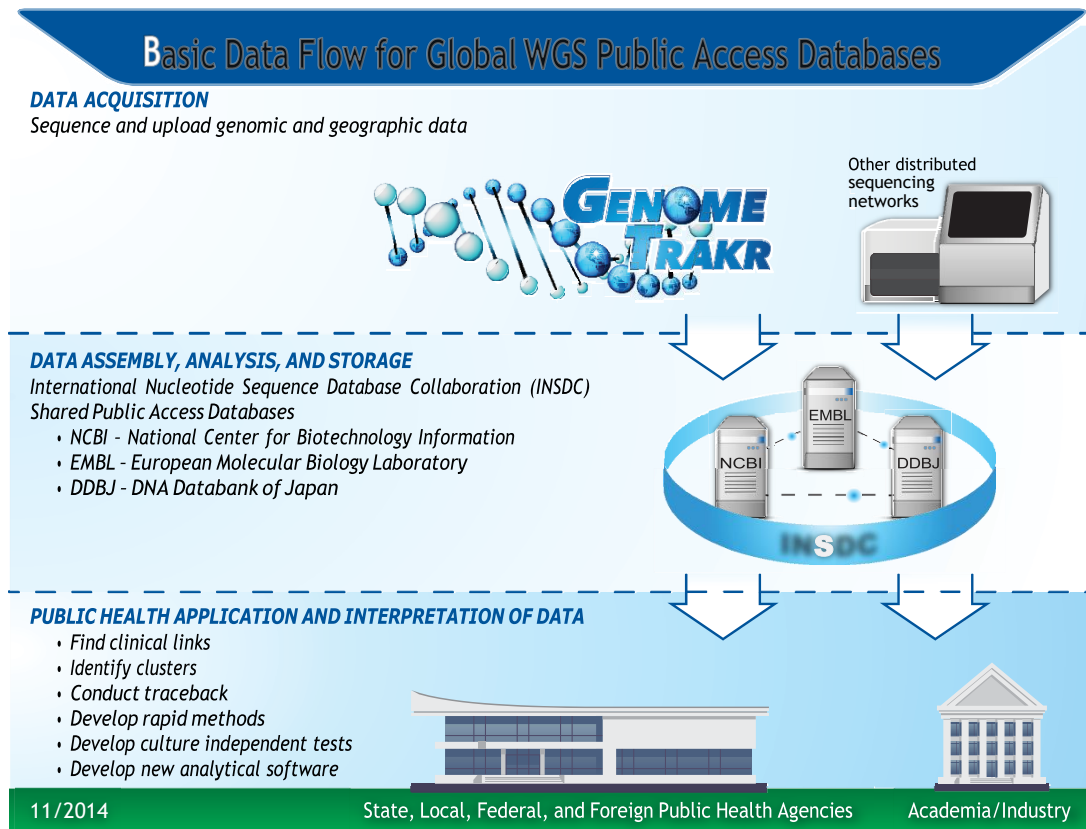 Basic Data Flow for Global WGS Public Access Databases
DATA ACQUISITION
Sequence and upload genomic and geographic data
GENOME
TRAKR
Other distributed
sequencing
networks
DATA ASSEMBLY, ANALYSIS, AND STORAGE
International Nucleotide Sequence Database Collaboration (INSDC)
Shared Public Access Databases
• NCBI – National Center for Biotechnology Information
• EMBL – European Molecular Biology Laboratory
• DDBJ – DNA Databank of Japan
EMBL
NCBI
DDBJ
INSDC
PUBLIC HEALTH APPLICATION AND INTERPRETATION OF DATA
• Find clinical links
• Identify clusters
• Conduct traceback
• Develop rapid methods
• Develop culture independent tests
• Develop new analytical software
11/2014
State, Local, Federal, and Foreign Public Health Agencies
Academia/Industry